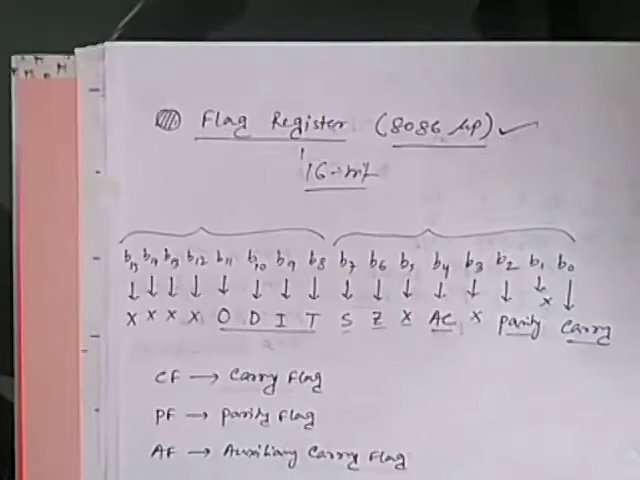 Flag Register (8086 μp)
16-bit
b15 b14 b13 b12 b11 b10 b9 b8 b7 b6 b5 b4 b3 b2 b1 b0
x x x x O D I T S Z x AC x Parity x Carry
CF → Carry Flag
PF → Parity Flag
AF → Auxiliary Carry Flag